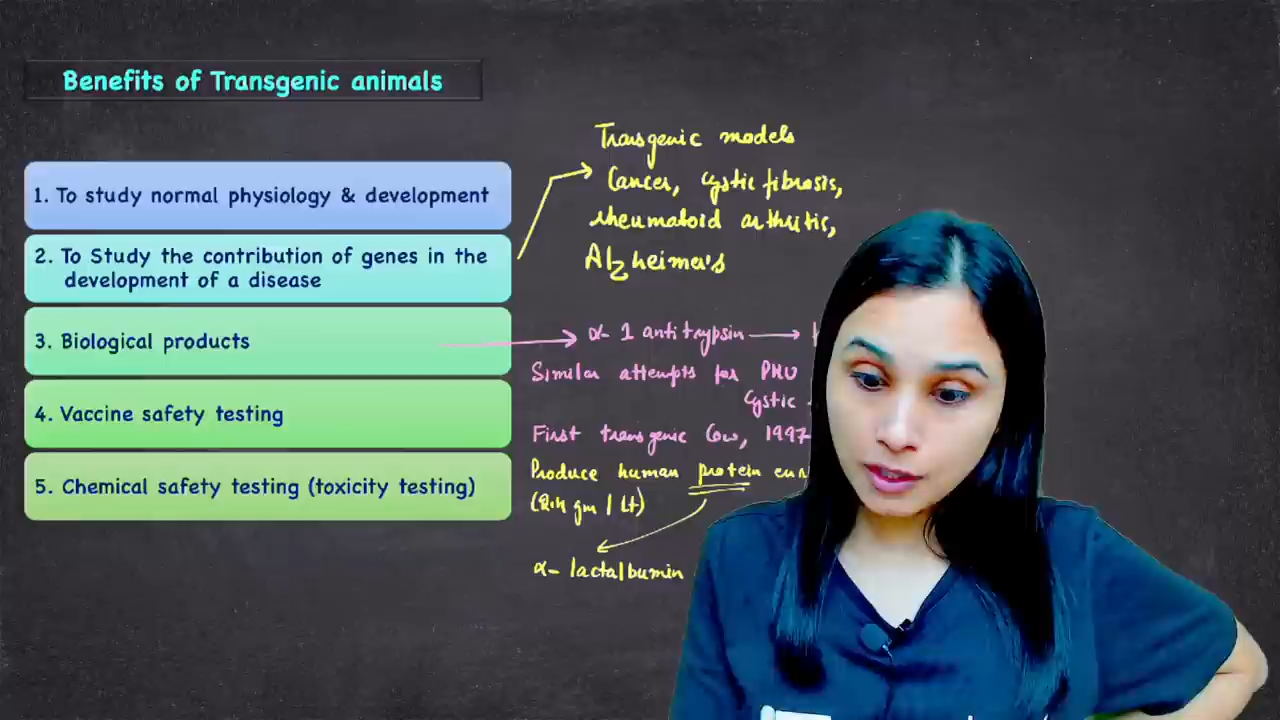 Benefits of Transgenic animals
1. To study normal physiology & development
2. To Study the contribution of genes in the
development of a disease
3. Biological products
4. Vaccine safety testing
5. Chemical safety testing (toxicity testing)
Transgenic models
Cancer, cystic fibrosis,
rheumatoid arthritis,
Alzheimer's
α- 1 antitrypsin
Similar attempts for PKU
Cystic
First transgenic Cow, 1997
Produce human protein
gm / Lt)
α- lactalbumin